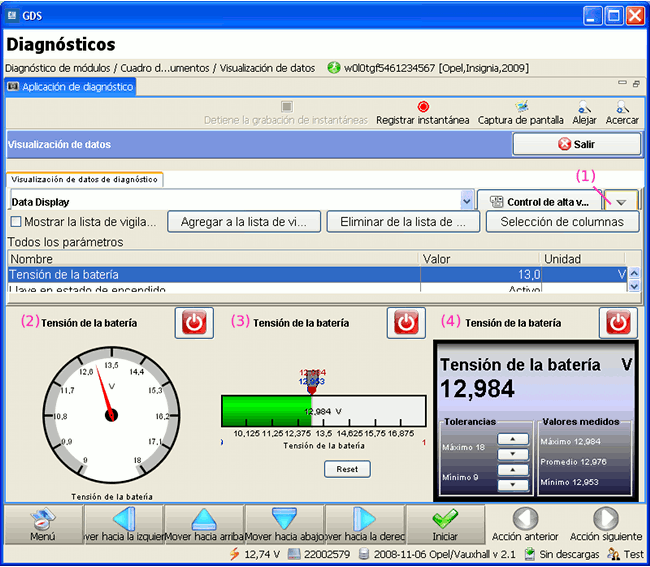 GDS
Diagnósticos
Diagnóstico de módulos / Cuadro d...umentos / Visualización de datos w0l0tgf5461234567 [Opel,Insignia,2009]
Aplicación de diagnóstico
Detiene la grabación de instantáneas Registrar instantánea Captura de pantalla Alejar Acercar
Visualización de datos Salir
(1)
Visualización de datos de diagnóstico
Data Display Control de alta v...
Mostrar la lista de vigila... Agregar a la lista de vi... Eliminar de la lista de ... Selección de columnas
Todos los parámetros
Nombre Valor Unidad
Tensión de la batería 13,0 V
Llave en estado de encendido Activo
(2) Tensión de la batería (3) Tensión de la batería (4) Tensión de la batería
12,0 13,5
11,7 15,3
10,8 16,2
9,9 17,1
9 18
V
Tensión de la batería
12,984
12,953
12,984 V
10,125 11,25 12,375 13,5 14,625 15,75 16,875
1
Tensión de la batería
Reset
Tensión de la batería V
12,984
Tolerancias Valores medidos
Máximo 18 Máximo 12,984
Promedio 12,976
Mínimo 9 Mínimo 12,953
Menú over hacia la izquier Mover hacia arriba Mover hacia abajo over hacia la derec Iniciar Acción anterior Acción siguiente
12,74 V 22002579 2008-11-06 Opel/Vauxhall v 2.1 Sin descargas Test